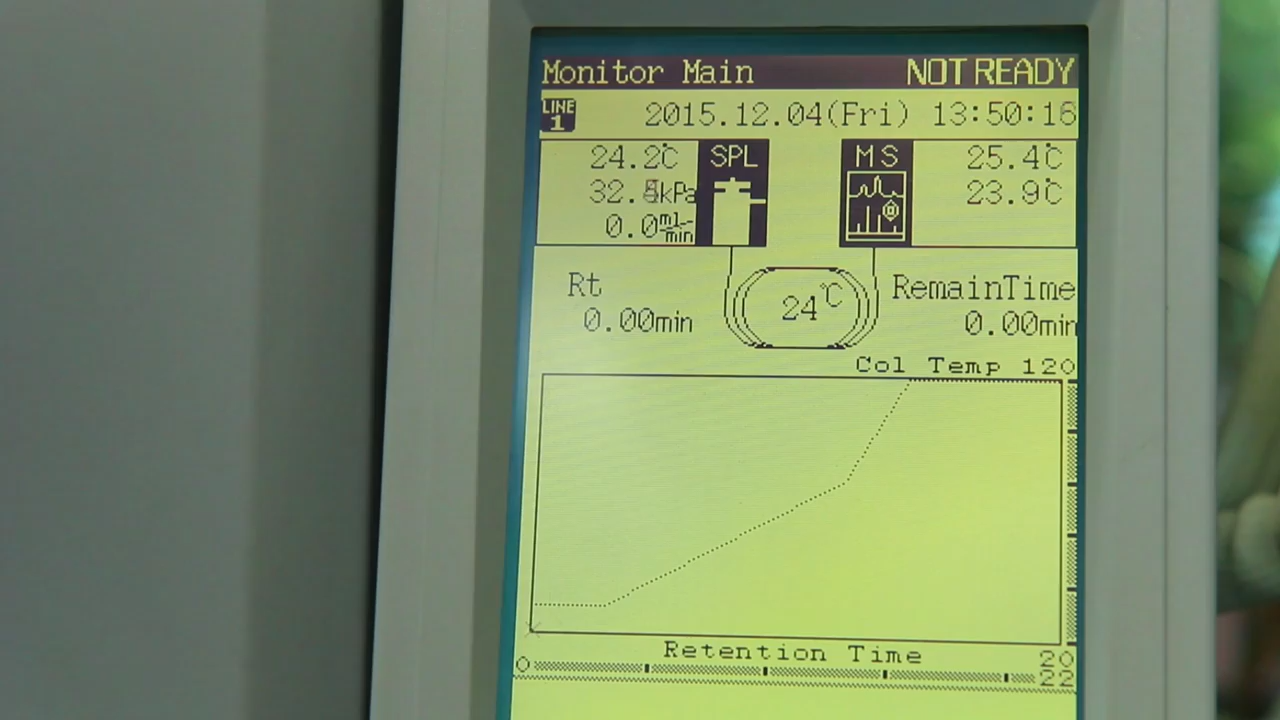 Monitor Main NOT READY
LINE 1 2015.12.04(Fri) 13:50:16
24.2℃ SPL MS 25.4℃
kPa 23.9℃
0.0ml/min
Rt RemainTime
0.00min 24℃ 0.00min
Col Temp 120
Retention Time 20
0 22